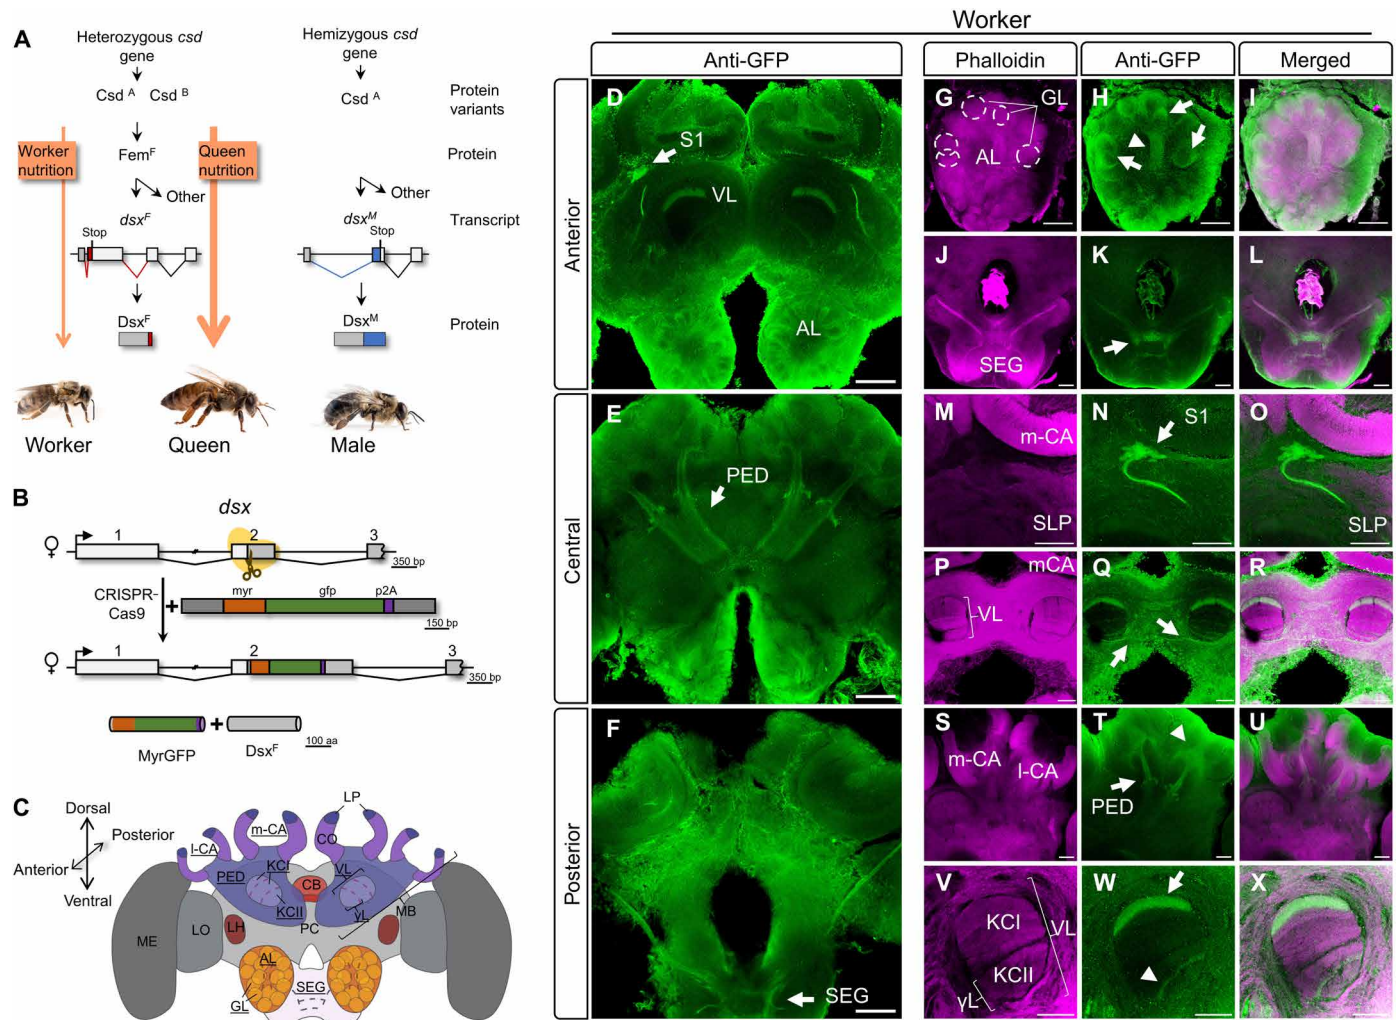 A
Heterozygous csd
gene
Hemizygous csd
gene
Csd A Csd B
Csd A
Protein
variants
Worker
nutrition
Fem F
Queen
nutrition
Protein
Other
Other
dsx F
dsx M
Transcript
Stop
Stop
Dsx F
Dsx M
Protein
Worker
Queen
Male
B
dsx
♀
1
2
3
350 bp
CRISPR-
Cas9
+
myr
gfp
p2A
150 bp
♀
1
2
3
350 bp
+
MyrGFP
Dsx F
100 aa
C
Dorsal
Posterior
Anterior
Ventral
LP
m-CA
CO
l-CA
PED
KCI
VL
CB
KCII
γL
MB
ME
LO
LH
PC
AL
SEG
GL
Worker
Anti-GFP
Phalloidin
Anti-GFP
Merged
Anterior
Central
Posterior
D
S1
VL
AL
E
PED
F
SEG
G
GL
AL
H
I
J
SEG
K
L
M
m-CA
SLP
N
S1
O
SLP
P
mCA
VL
Q
R
S
m-CA
l-CA
T
PED
U
V
KCI
VL
KCII
γL
W
X